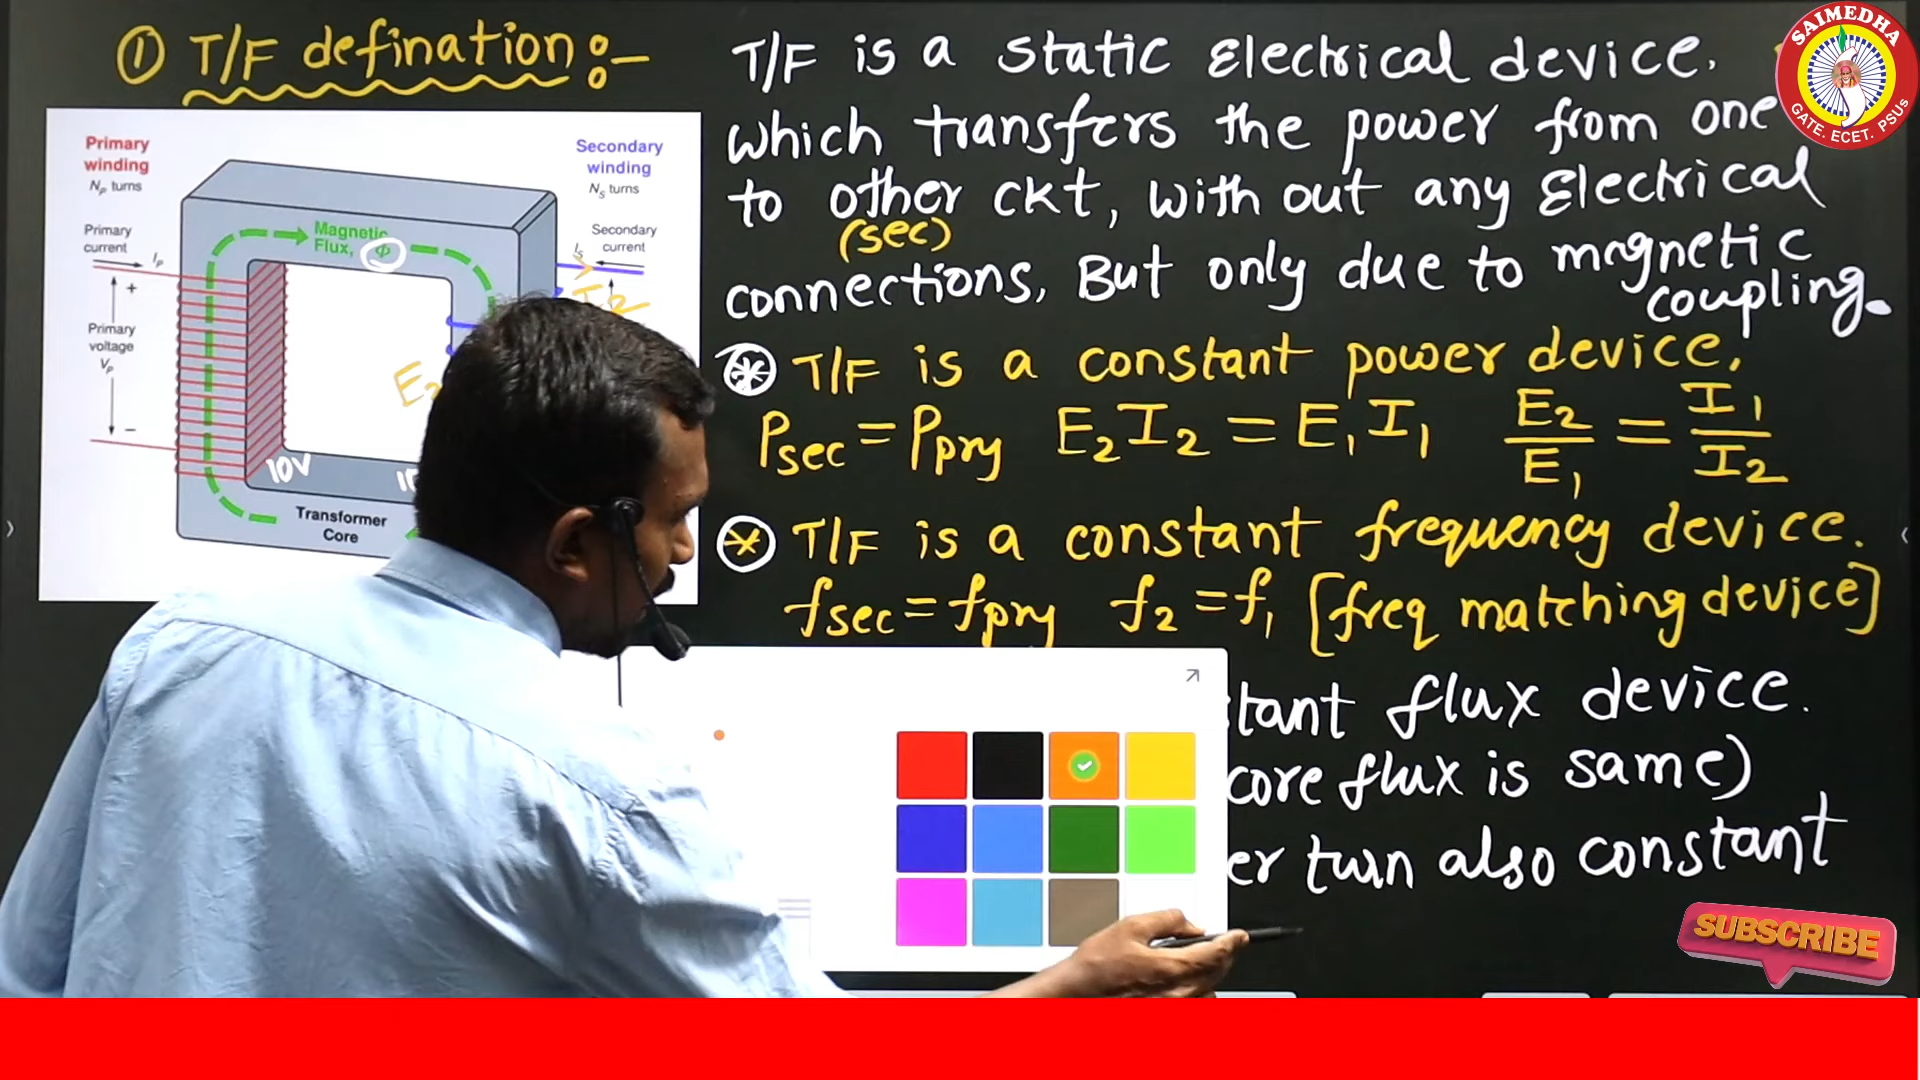 ① T/F defination :-
T/F is a static Electrical device.
which transfers the power from one
to other ckt, with out any Electrical
(sec)
connections, But only due to magnetic
coupling.
T/F is a constant power device,
Psec = Ppry E₂I₂ = E₁I₁ E₂/E₁ = I₁/I₂
T/F is a constant frequency device.
fsec = fpry f₂ = f₁ [freq matching device]
flux device.
core flux is same)
turn also constant
Primary
winding
Nₚ turns
Primary
current
Iₚ
+
Primary
voltage
Vₚ
−
Magnetic
Flux, Φ
Secondary
winding
Nₛ turns
Secondary
current
Iₛ
I₂
10V
Transformer
Core
SAIMEDHA
GATE. ECET. PSUs
SUBSCRIBE